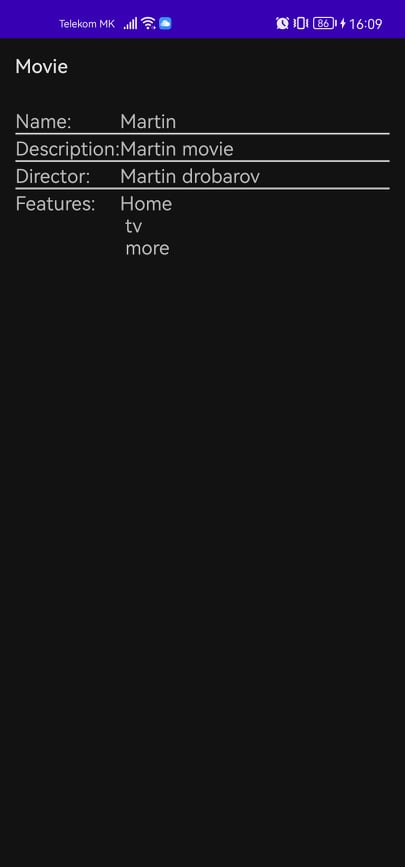 Telekom MK 86 16:09
Movie
Name: Martin
Description:Martin movie
Director: Martin drobarov
Features: Home
tv
more